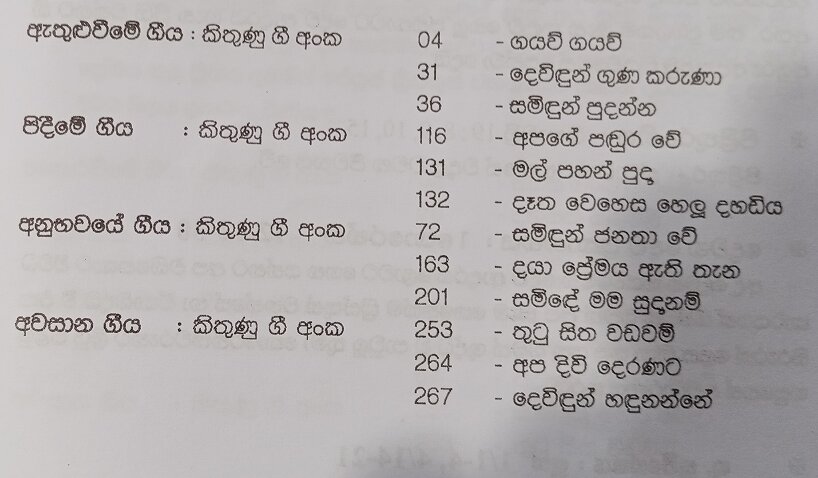 ඇතුළුවීමේ ගීය : කිතුණු ගී අංක 04 - ගයව් ගයව්
31 - දෙවිඳුන් ගුණ කරුණා
36 - සමිඳුන් පුදන්න
පිදීමේ ගීය : කිතුණු ගී අංක 116 - අපගේ පඬුර වේ
131 - මල් පහන් පුද
132 - දෑත වෙහෙස හෙලූ දහඩිය
අනුභවයේ ගීය : කිතුණු ගී අංක 72 - සමිඳුන් ජනතා වේ
163 - දයා ප්‍රේමය ඇති තැන
201 - සමිඳේ මම සුදානම්
අවසාන ගීය : කිතුණු ගී අංක 253 - තුටු සිත වඩවම්
264 - අප දිවි දෙරණට
267 - දෙවිඳුන් හඳුනන්නේ